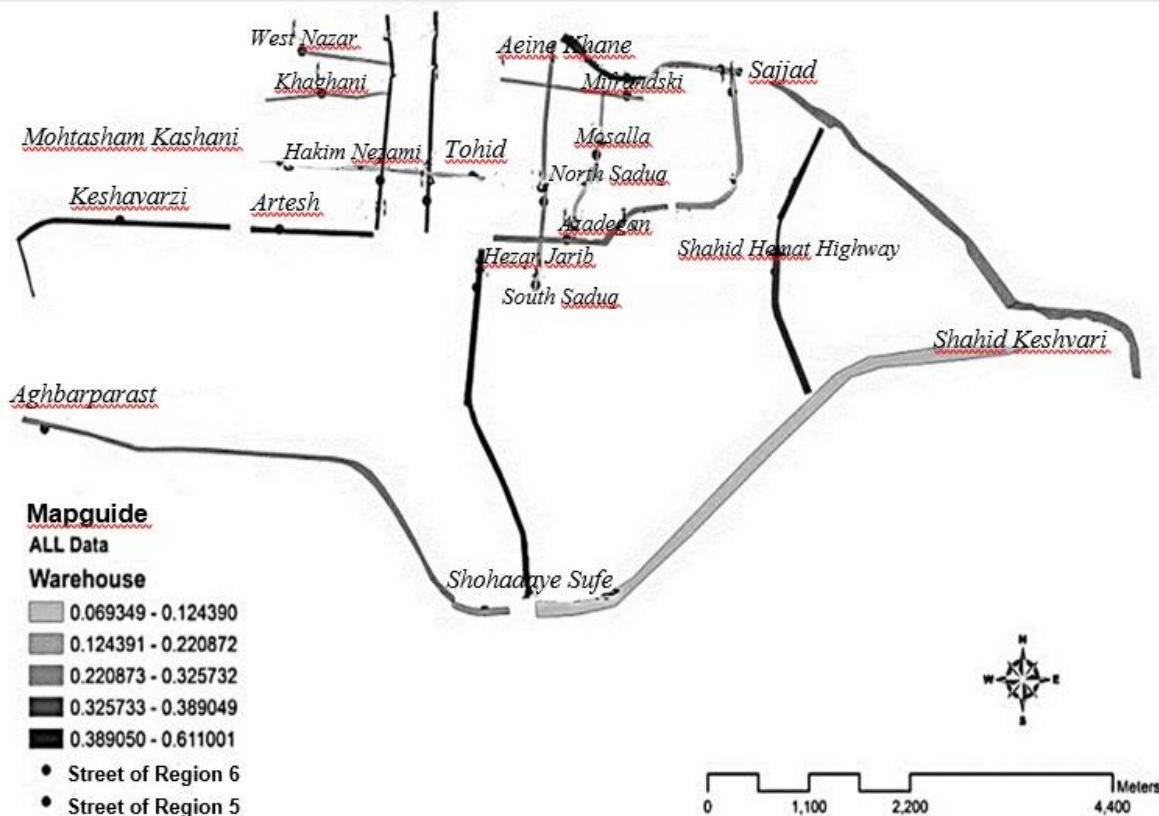 West Nazar
Aeine Khane
Khaghani
Mifrandski
Sajjad
Mohtasham Kashani
Hakim Nezami
Tohid
Masalla
North Sadug
Keshavarzi
Artesh
Azadegan
Hezar Jarib
Shahid Hemat Highway
South Sadug
Shahid Keshvari
Aghbarparast
Shohadaye Sufe
Mapguide
ALL Data
Warehouse
0.069349 - 0.124390
0.124391 - 0.220872
0.220873 - 0.325732
0.325733 - 0.389049
0.389050 - 0.611001
Street of Region 6
Street of Region 5
N
W
E
S
Meters
0 1,100 2,200 4,400